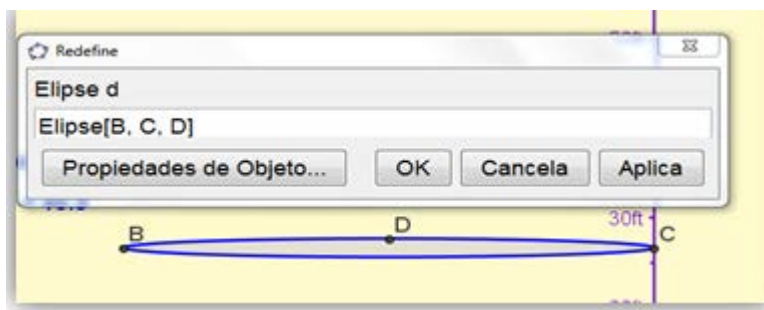 Redefine
Elipse d
Elipse[B, C, D]
Propiedades de Objeto... OK Cancela Aplica
30ft
B D C